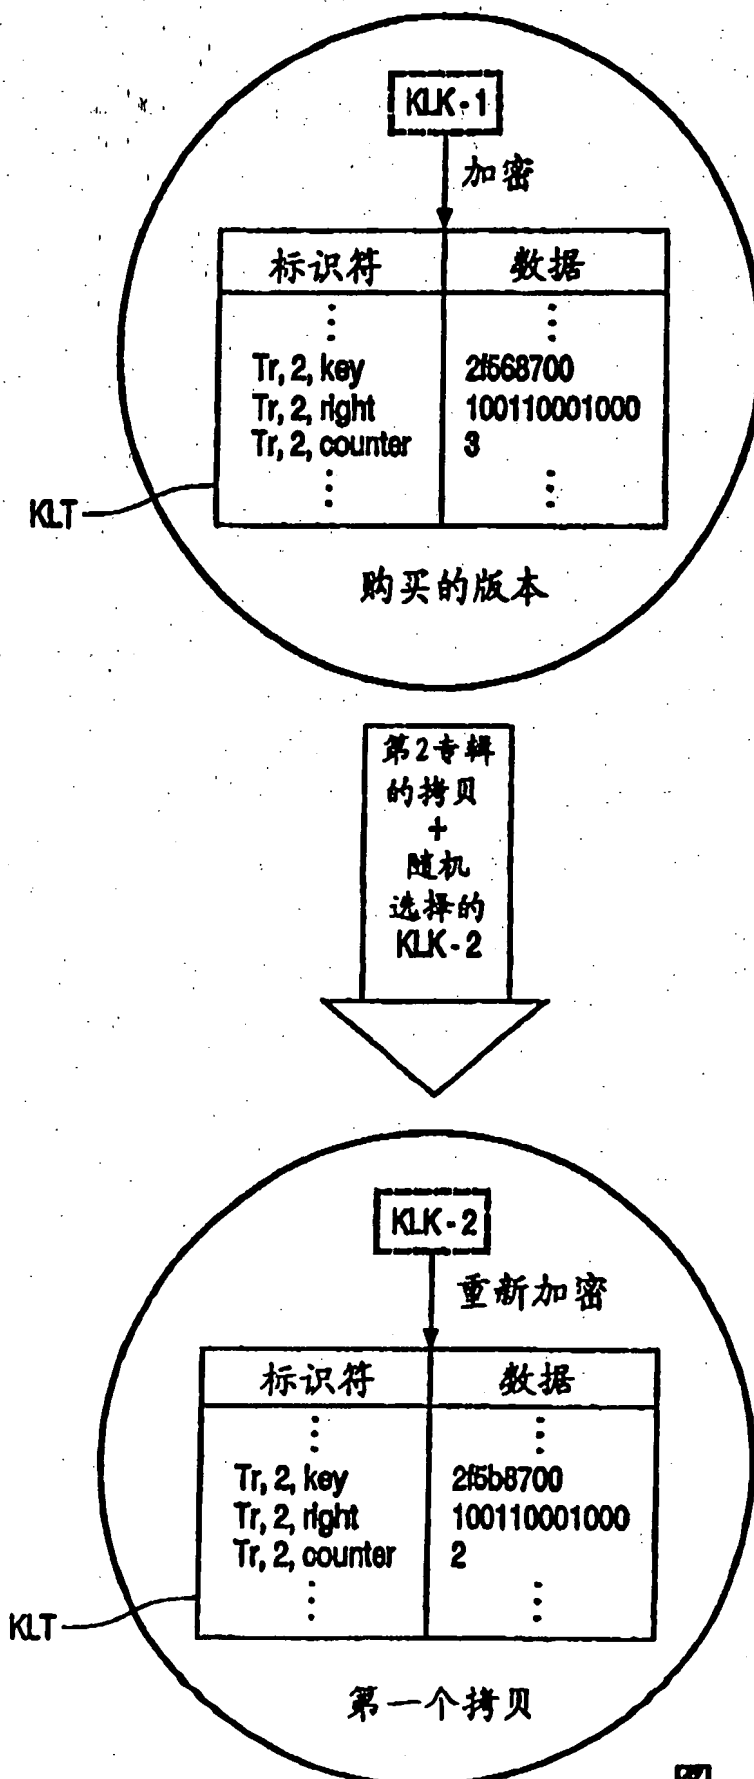 KLK-1
加密
标识符 数据
⋮ ⋮
Tr, 2, key 2f568700
Tr, 2, right 100110001000
Tr, 2, counter 3
⋮ ⋮
KLT
购买的版本
第2专辑
的拷贝
+
随机
选择的
KLK-2
KLK-2
重新加密
标识符 数据
⋮ ⋮
Tr, 2, key 2f5b8700
Tr, 2, right 100110001000
Tr, 2, counter 2
⋮ ⋮
KLT
第一个拷贝
图